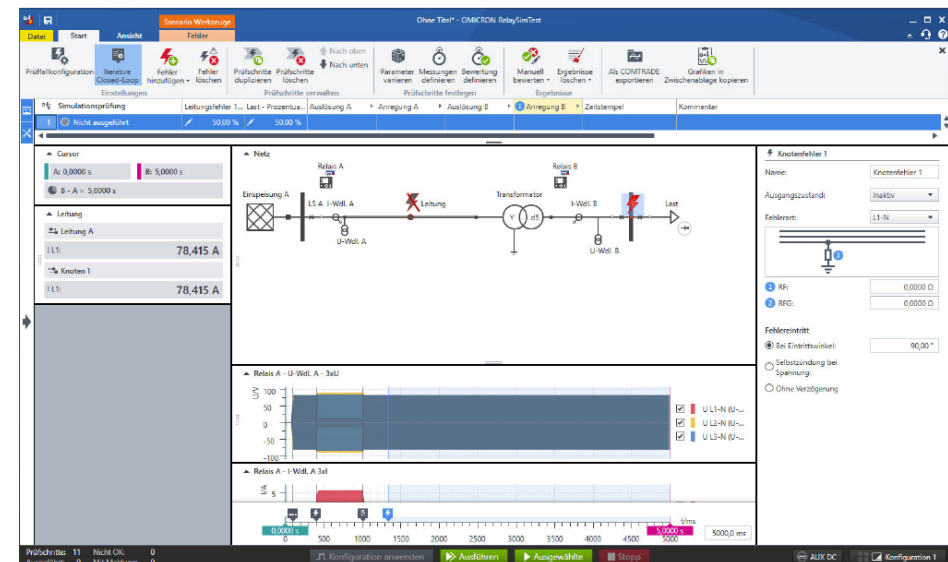 Szenario Werkzeuge
Ohne Titel* - OMICRON RelaySimTest
Datei Start Ansicht Fehler
Prüffallkonfiguration
Iterative Closed-Loop
Fehler hinzufügen
Fehler löschen
Prüfschritte duplizieren
Prüfschritte löschen
Nach oben
Nach unten
Parameter variieren
Messungen definieren
Bewertung definieren
Manuell bewerten
Ergebnisse löschen
Als COMTRADE exportieren
Grafiken in Zwischenablage kopieren
Einstellungen
Prüfschritte verwalten
Prüfschritte festlegen
Ergebnisse
Simulationsprüfung Leitungsfehler 1... Last - Prozentua... Auslösung A Anregung A Auslösung B Anregung B Zeitstempel Kommentar
1 Nicht ausgeführt 50,00 % 50,00 %
Cursor
A: 0,0000 s B: 5,0000 s
B - A = 5,0000 s
Leitung
Leitung A
I L1: 78,415 A
Knoten 1
I L1: 78,415 A
Netz
Relais A
Relais B
Einspeisung A
LS A I-Wdl. A
Leitung
Transformator
I-Wdl. B
Last
Y d5
U-Wdl. A
U-Wdl. B
Relais A - U-Wdl. A - 3xU
U/V
100
50
0
-50
-100
U L1-N (U-...
U L2-N (U-...
U L3-N (U-...
Relais A - I-Wdl. A 3xI
I/A
5
0,0000 s
5,0000 s
t/ms
0 500 1000 1500 2000 2500 3000 3500 4000 4500 5000
5000,0 ms
Knotenfehler 1
Name: Knotenfehler 1
Ausgangszustand: Inaktiv
Fehlerart: L1-N
1
1 RF: 0,0000 Ω
2 RFG: 0,0000 Ω
Fehlereintritt
Bei Eintrittswinkel: 90,00 °
Selbstzündung bei Spannung:
Ohne Verzögerung
Prüfschritte: 11 Nicht OK: 0
Konfiguration anwenden Ausführen Ausgewählte Stopp
AUX DC Konfiguration 1